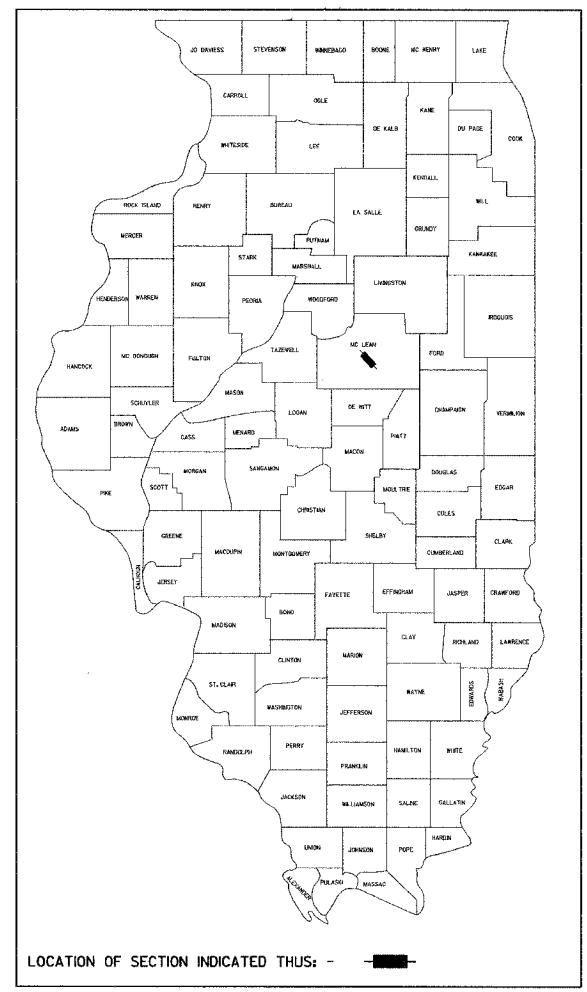 JO DAVIESS STEVENSON WINNEBAGO BOONE MC HENRY LAKE
CARROLL OGLE DE KALB KANE DU PAGE COOK
WHITESIDE LEE
KENDALL WILL
ROCK ISLAND HENRY BUREAU LA SALLE GRUNDY
MERCER PUTNAM KANKAKEE
STARK MARSHALL
HENDERSON WARREN KNOX PEORIA WOODFORD LIVINGSTON IROQUOIS
HANCOCK MC DONOUGH FULTON TAZEWELL MC LEAN FORD
MASON
SCHUYLER LOGAN DE WITT CHAMPAIGN VERMILION
ADAMS BROWN CASS MENARD MACON PIATT
MORGAN SANGAMON DOUGLAS
PIKE SCOTT CHRISTIAN MOULTRIE COLES EDGAR
GREENE MACOUPIN MONTGOMERY SHELBY CUMBERLAND CLARK
CALHOUN JERSEY FAYETTE EFFINGHAM JASPER CRAWFORD
MADISON BOND
CLAY RICHLAND LAWRENCE
CLINTON MARION
ST. CLAIR WAYNE EDWARDS WABASH
WASHINGTON JEFFERSON
MONROE
RANDOLPH PERRY HAMILTON WHITE
FRANKLIN
JACKSON WILLIAMSON SALINE GALLATIN
UNION JOHNSON POPE HARDIN
ALEXANDER PULASKI MASSAC
LOCATION OF SECTION INDICATED THUS: -